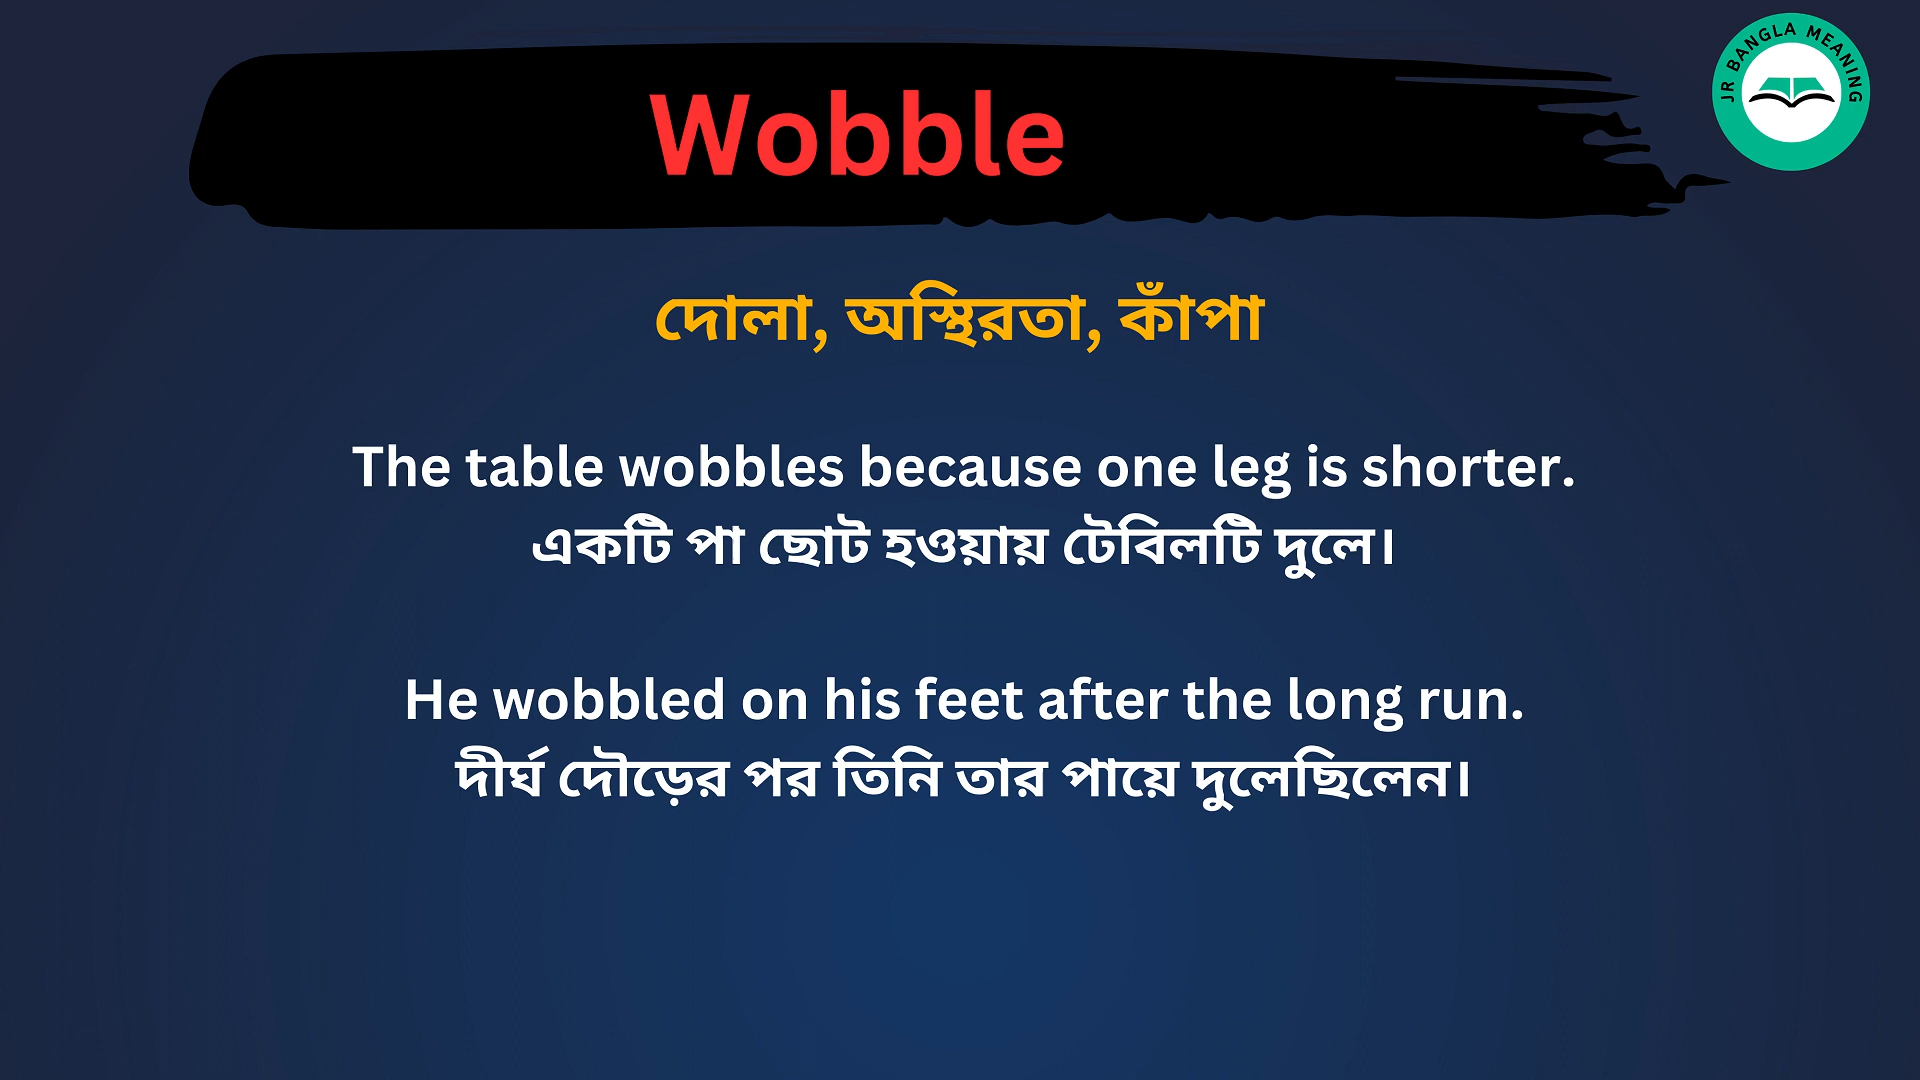 JR BANGLA MEANING
Wobble
দোলা, অস্থিরতা, কাঁপা
The table wobbles because one leg is shorter.
একটি পা ছোট হওয়ায় টেবিলটি দুলে।
He wobbled on his feet after the long run.
দীর্ঘ দৌড়ের পর তিনি তার পায়ে দুলেছিলেন।